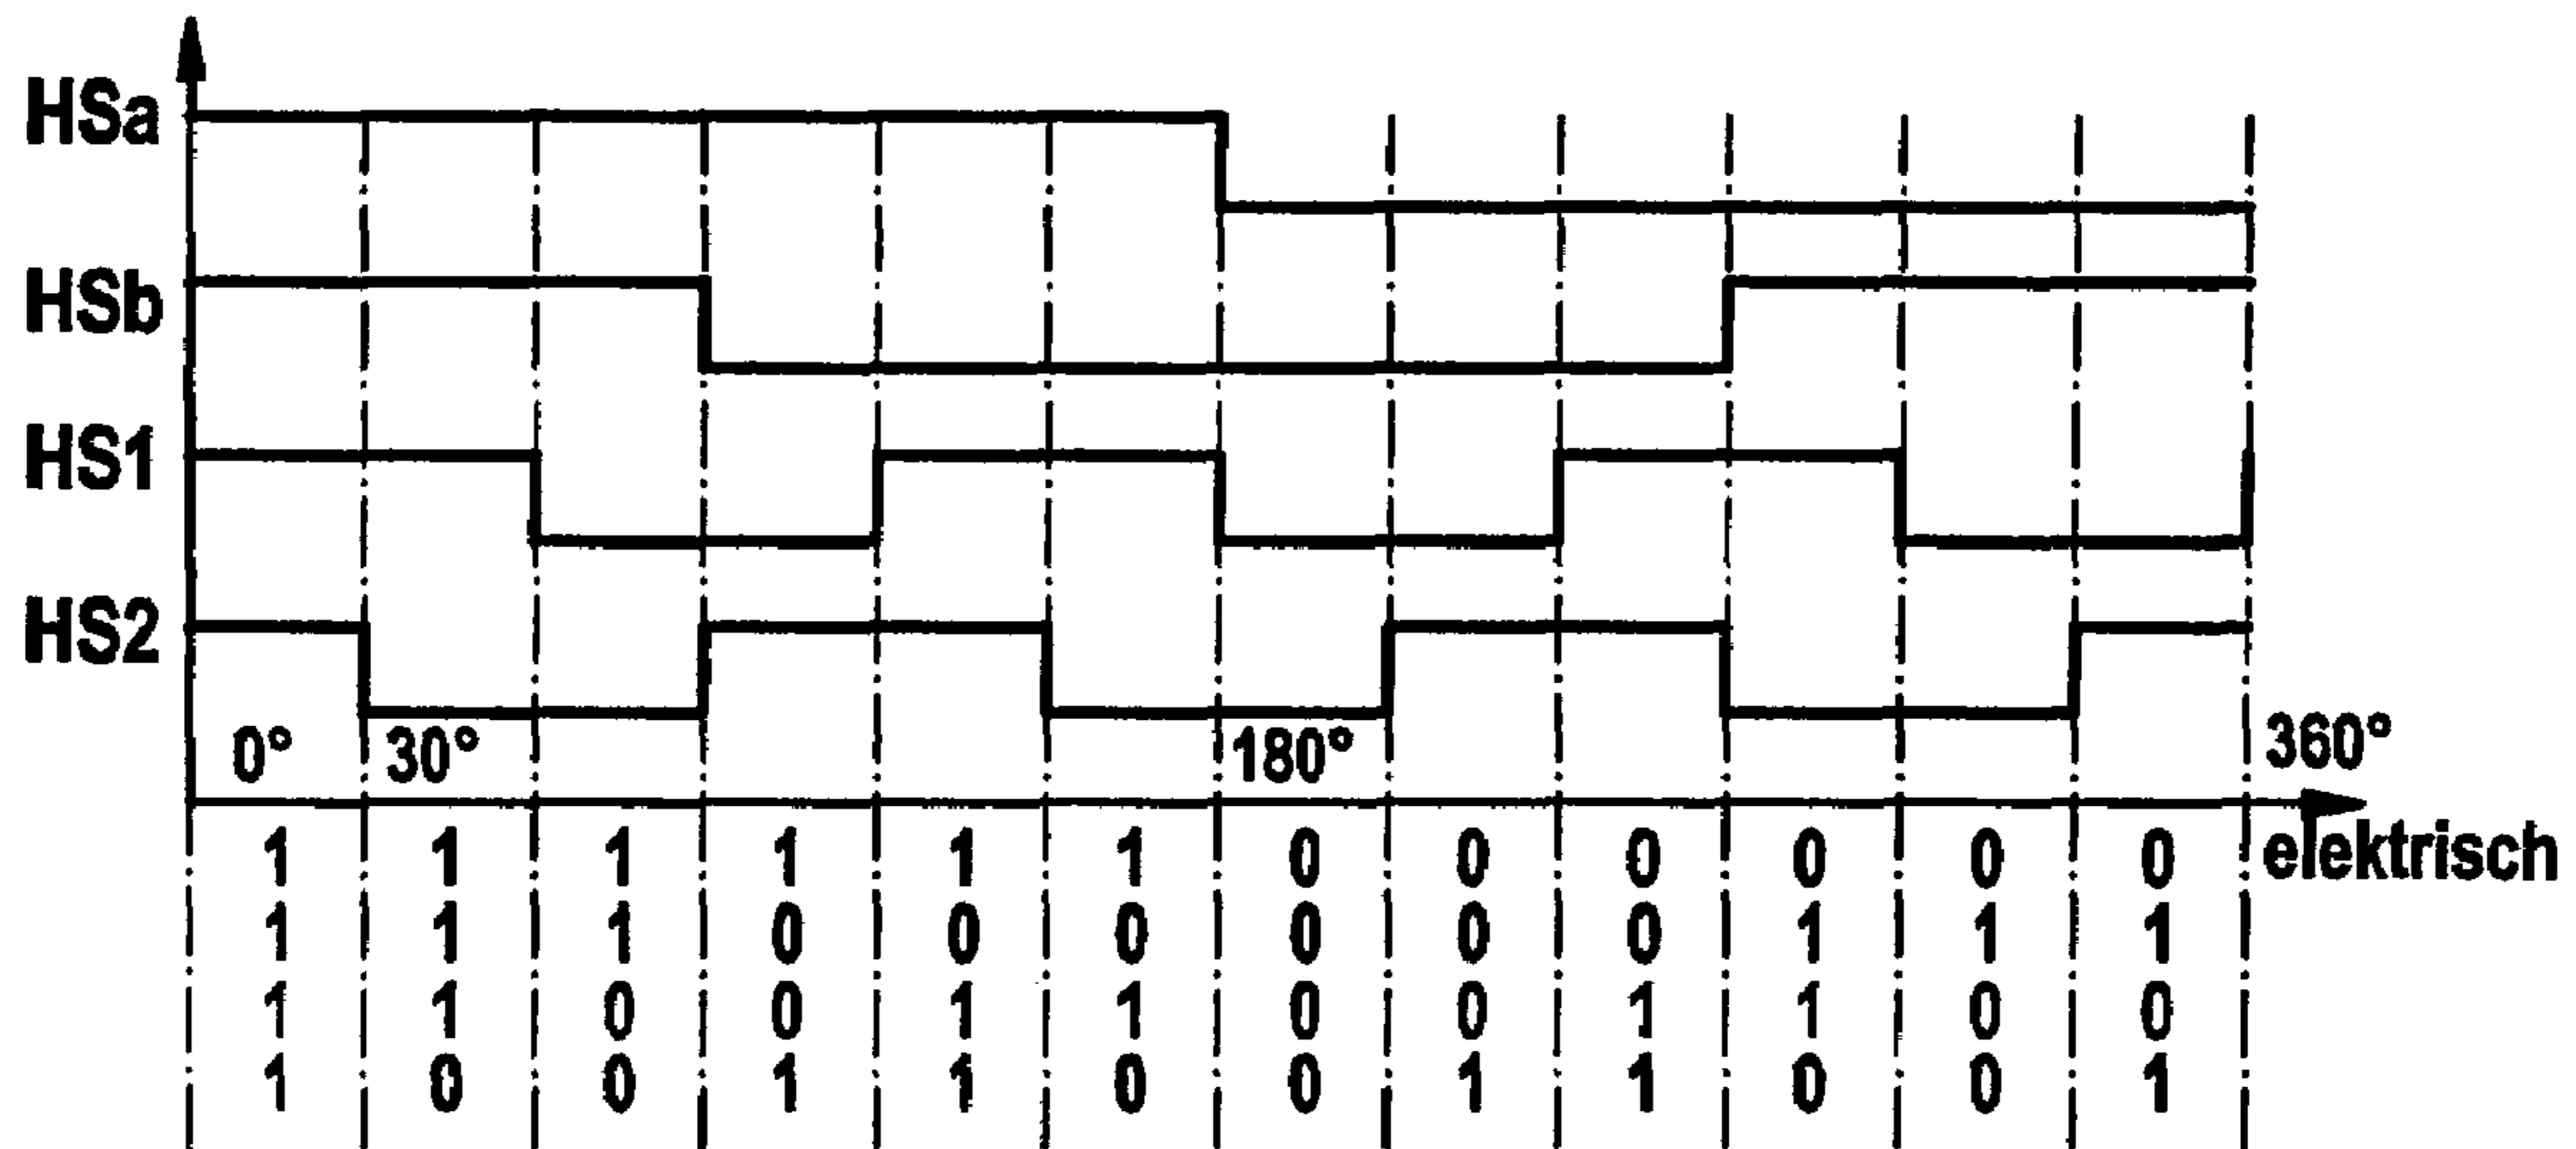 HSa
HSb
HS1
HS2
0° 30° 180° 360°
elektrisch
1 1 1 1 1 1 0 0 0 0 0 0
1 1 1 0 0 0 0 0 0 1 1 1
1 1 0 0 1 1 0 0 1 1 0 0
1 0 0 1 1 0 0 1 1 0 0 1